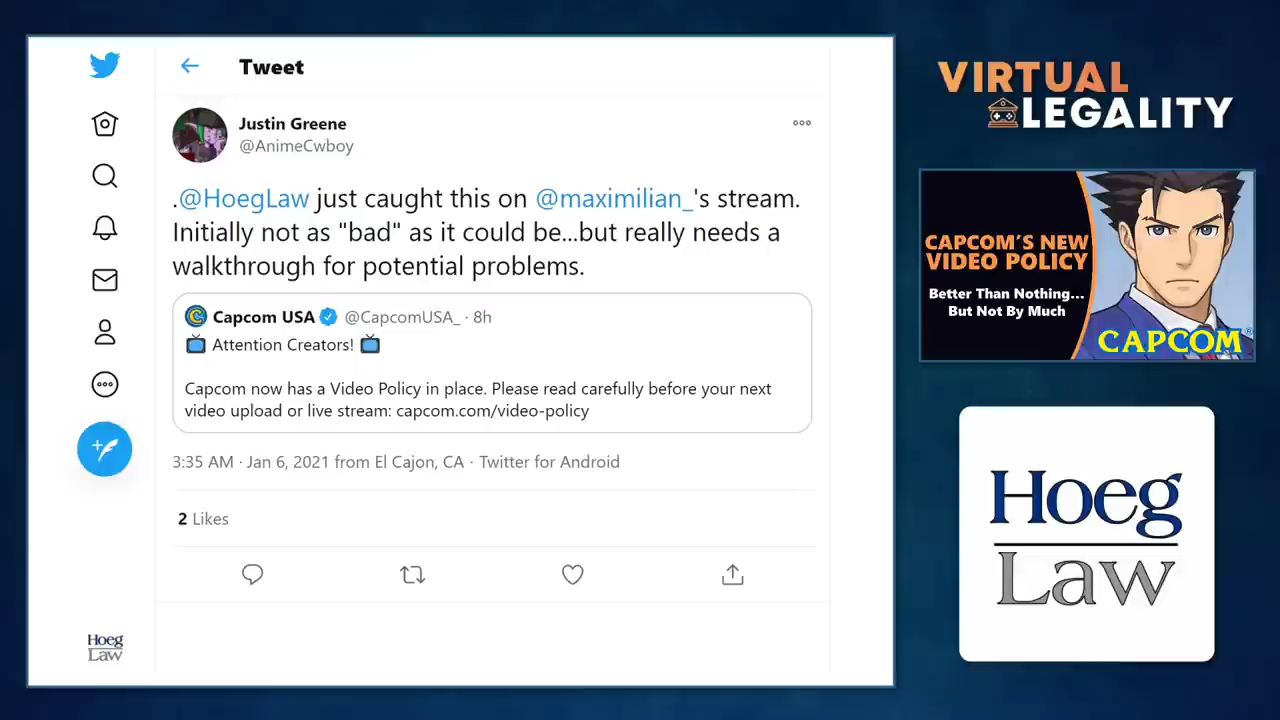 Tweet
Justin Greene
@AnimeCwboy
.@HoegLaw just caught this on @maximilian_'s stream.
Initially not as "bad" as it could be...but really needs a
walkthrough for potential problems.
Capcom USA @CapcomUSA_ · 8h
Attention Creators!
Capcom now has a Video Policy in place. Please read carefully before your next
video upload or live stream: capcom.com/video-policy
3:35 AM · Jan 6, 2021 from El Cajon, CA · Twitter for Android
2 Likes
Hoeg
Law
VIRTUAL
LEGALITY
CAPCOM'S NEW
VIDEO POLICY
Better Than Nothing...
But Not By Much
CAPCOM®
Hoeg
Law